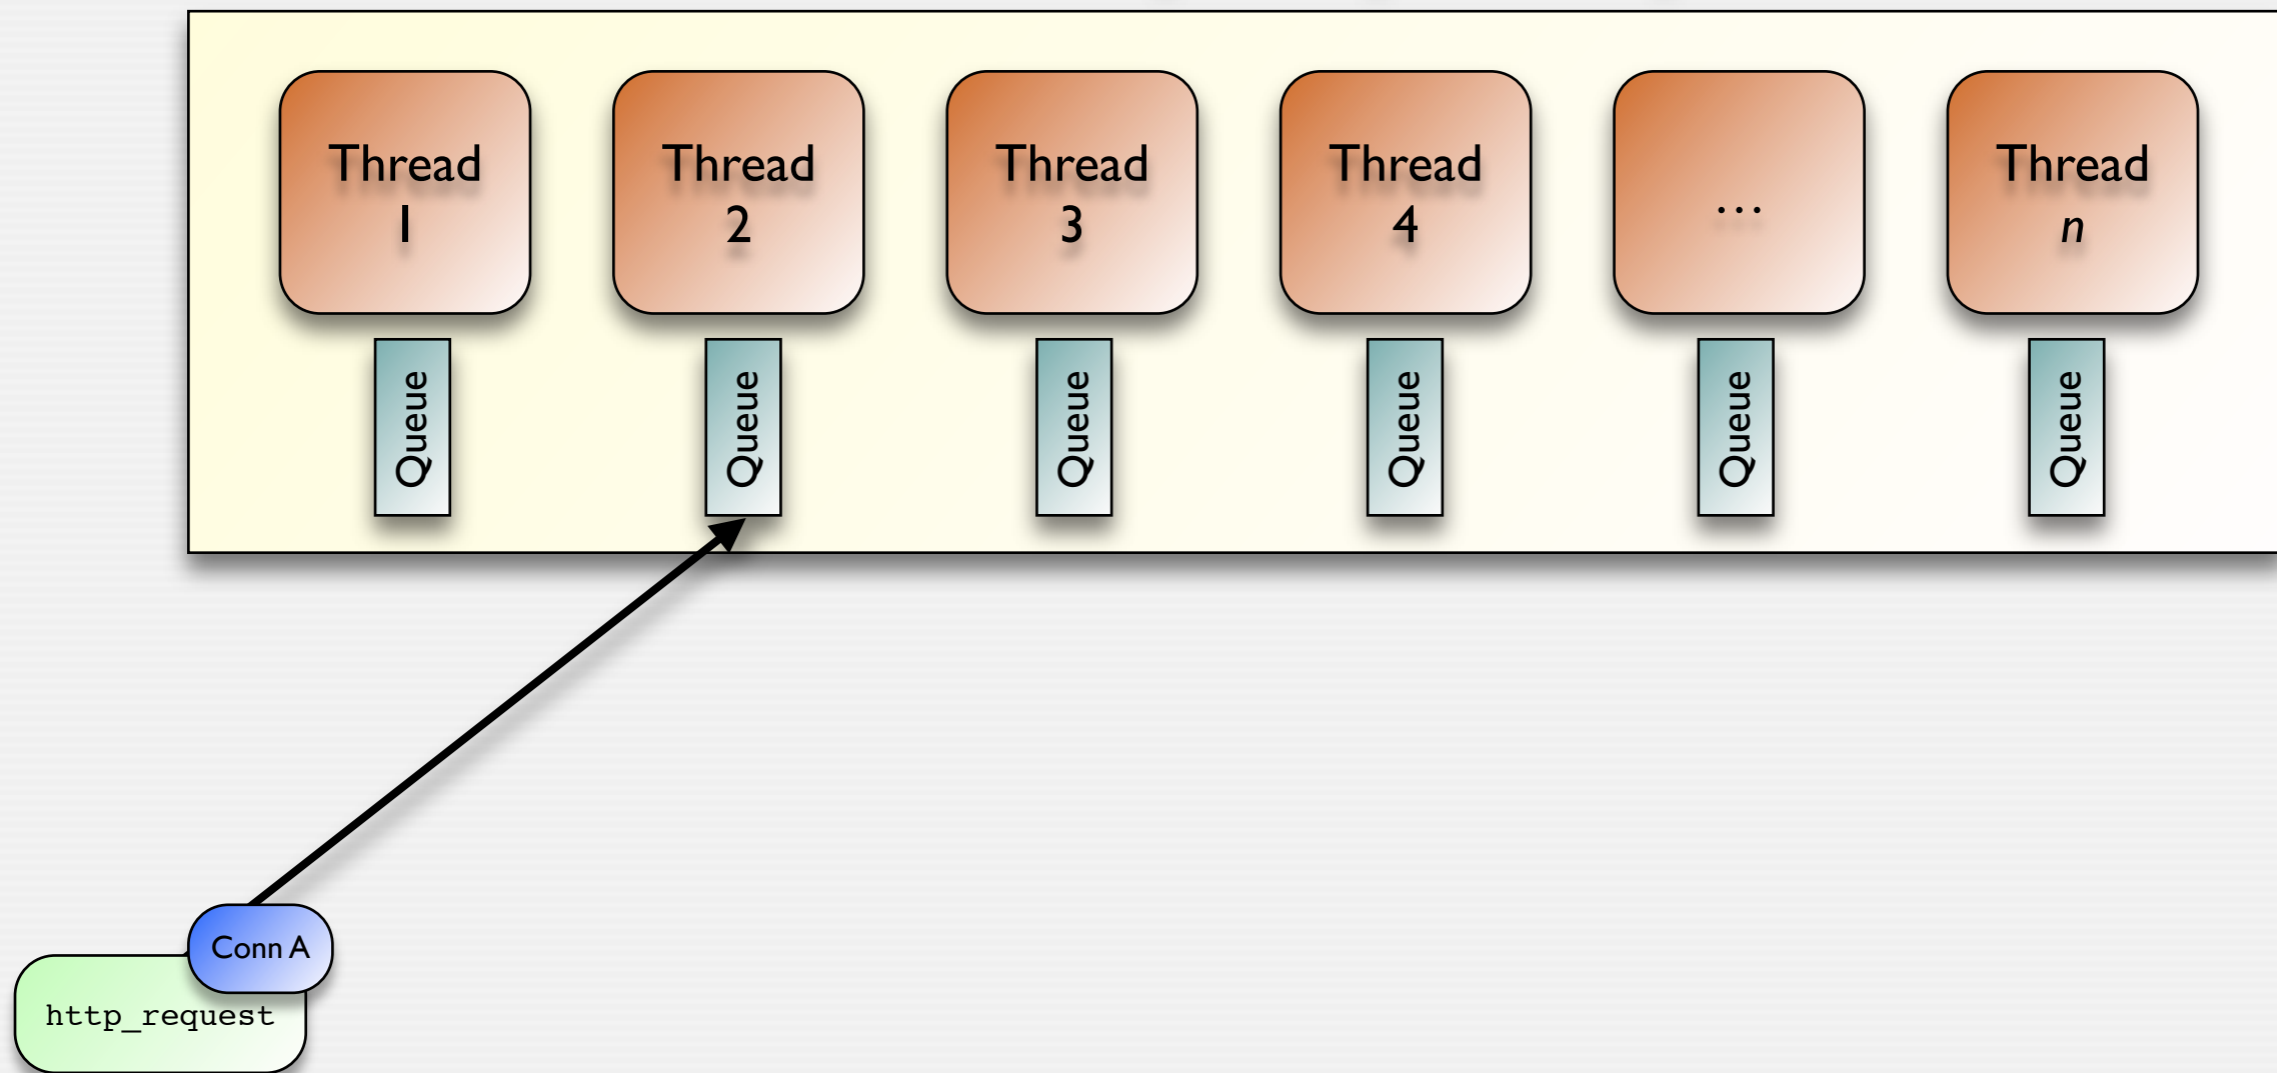 Thread
1
Thread
2
Thread
3
Thread
4
...
Thread
n
Queue
Queue
Queue
Queue
Queue
Queue
Conn A
http_request